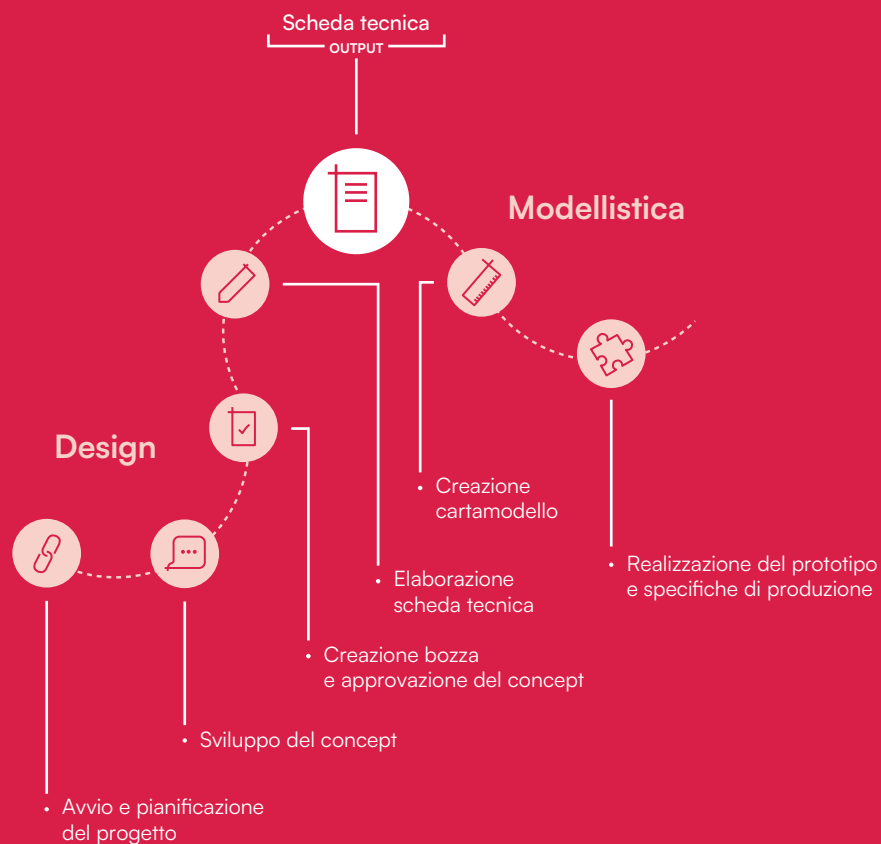 Scheda tecnica
OUTPUT
Modellistica
Design
• Creazione
cartamodello
• Realizzazione del prototipo
e specifiche di produzione
• Elaborazione
scheda tecnica
• Creazione bozza
e approvazione del concept
• Sviluppo del concept
• Avvio e pianificazione
del progetto